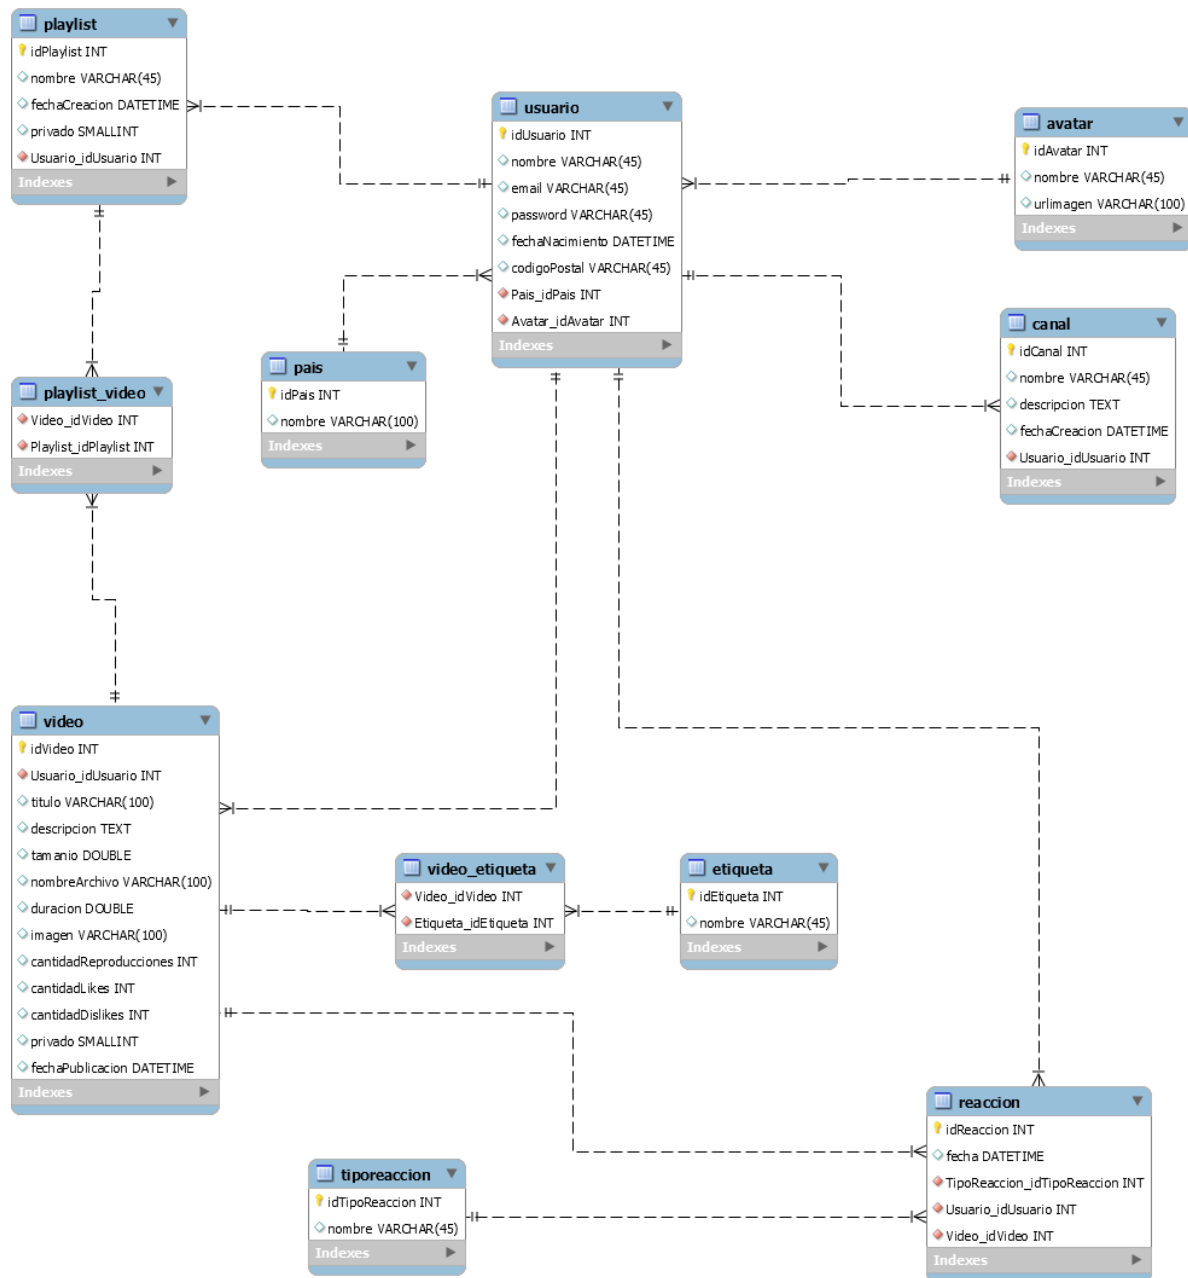 playlist
idPlaylist INT
nombre VARCHAR(45)
fechaCreacion DATETIME
privado SMALLINT
Usuario_idUsuario INT
Indexes
usuario
idUsuario INT
nombre VARCHAR(45)
email VARCHAR(45)
password VARCHAR(45)
fechaNacimiento DATETIME
codigoPostal VARCHAR(45)
Pais_idPais INT
Avatar_idAvatar INT
Indexes
avatar
idAvatar INT
nombre VARCHAR(45)
urlimagen VARCHAR(100)
Indexes
canal
idCanal INT
nombre VARCHAR(45)
descripcion TEXT
fechaCreacion DATETIME
Usuario_idUsuario INT
Indexes
pais
idPais INT
nombre VARCHAR(100)
Indexes
playlist_video
Video_idVideo INT
Playlist_idPlaylist INT
Indexes
video
idVideo INT
Usuario_idUsuario INT
titulo VARCHAR(100)
descripcion TEXT
tamanio DOUBLE
nombreArchivo VARCHAR(100)
duracion DOUBLE
imagen VARCHAR(100)
cantidadReproducciones INT
cantidadLikes INT
cantidadDislikes INT
privado SMALLINT
fechaPublicacion DATETIME
Indexes
video_etiqueta
Video_idVideo INT
Etiqueta_idEtiqueta INT
Indexes
etiqueta
idEtiqueta INT
nombre VARCHAR(45)
Indexes
reaccion
idReaccion INT
fecha DATETIME
TipoReaccion_idTipoReaccion INT
Usuario_idUsuario INT
Video_idVideo INT
Indexes
tiporeaccion
idTipoReaccion INT
nombre VARCHAR(45)
Indexes